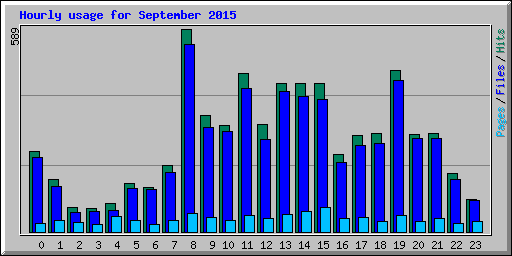 Hourly usage for September 2015
589
Pages / Files / Hits
0 1 2 3 4 5 6 7 8 9 10 11 12 13 14 15 16 17 18 19 20 21 22 23